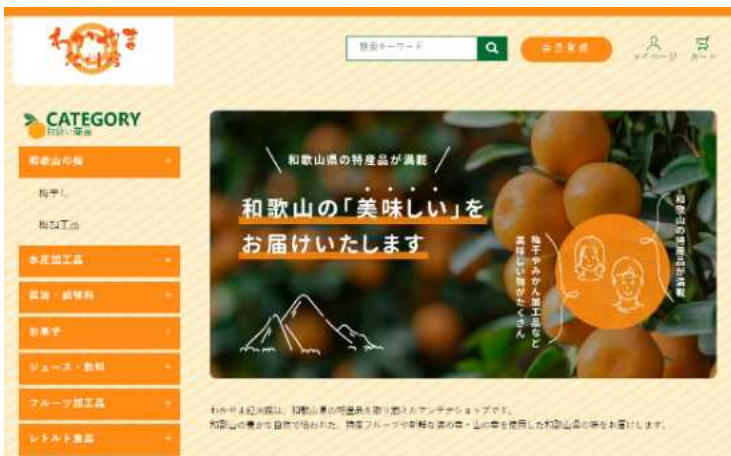 わかやま
紀州館
検索キーワード
会員登録
マイページ
カート
CATEGORY
取扱い商品
和歌山の梅
梅干し
梅加工品
水産加工品
醤油・調味料
お菓子
ジュース・飲料
フルーツ加工品
レトルト食品
和歌山県の特産品が満載
和歌山の「美味しい」を
お届けいたします
和歌山の特産品が満載
梅干やみかん加工品など
美味しい物がたくさん
わかやま紀州館は、和歌山県の特産品を取り揃えたアンテナショップです。
和歌山の豊かな自然で培われた、特産フルーツや新鮮な海の幸・山の幸を使用した和歌山県の味をお届けします。